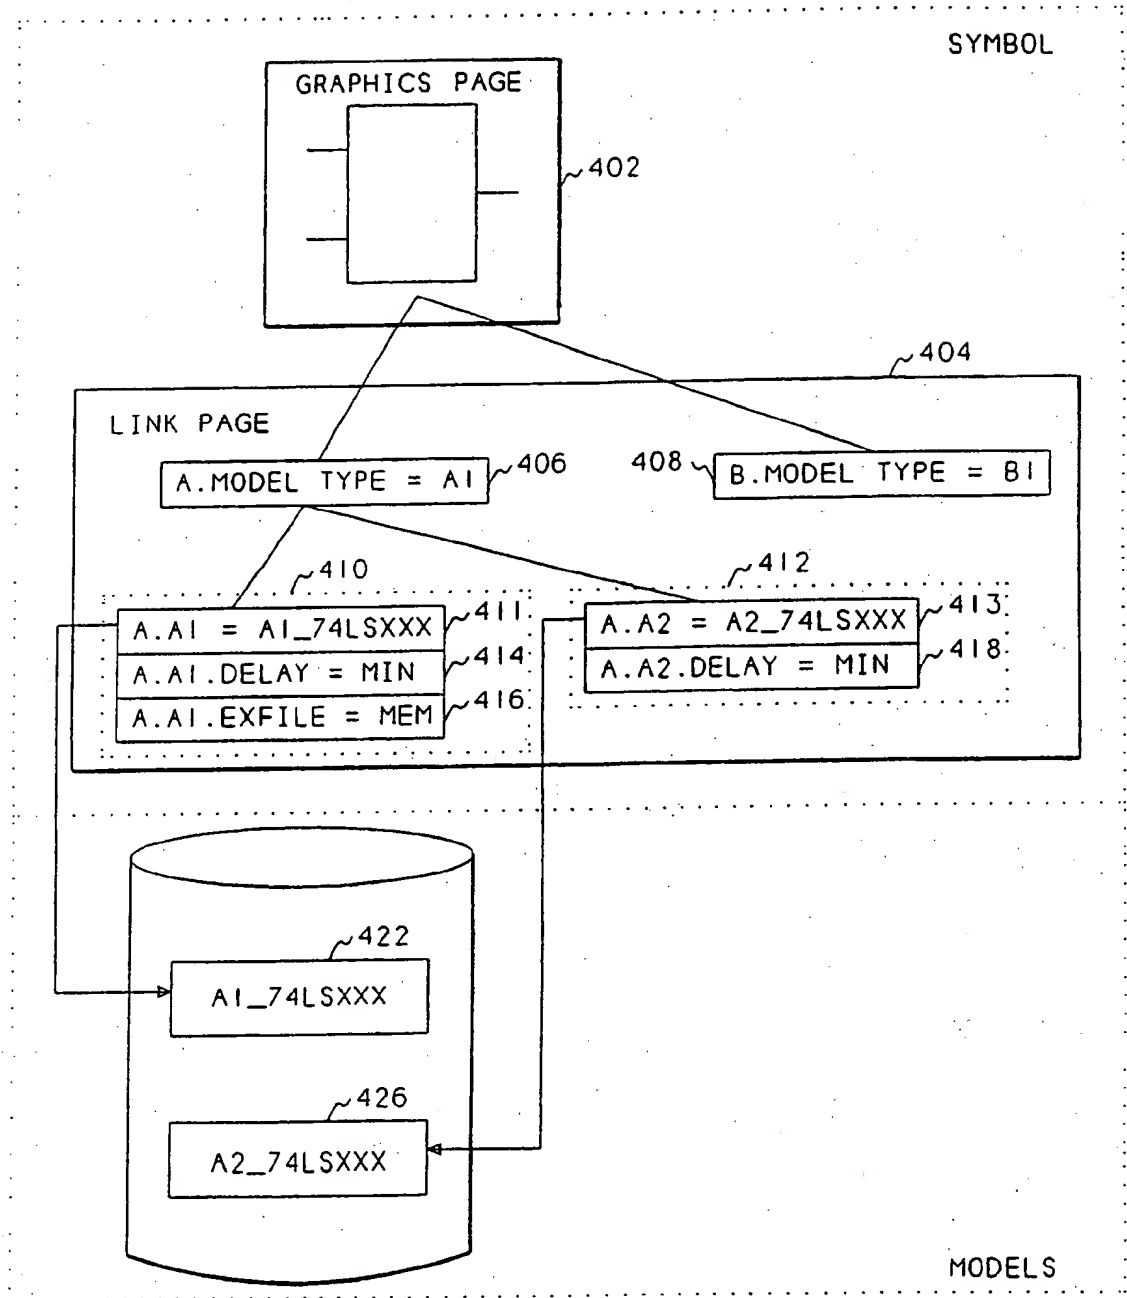 SYMBOL
GRAPHICS PAGE
402
404
LINK PAGE
A.MODEL TYPE = A1
406
408
B.MODEL TYPE = B1
410
412
A.A1 = A1_74LSXXX
411
A.A2 = A2_74LSXXX
413
A.A1.DELAY = MIN
414
A.A2.DELAY = MIN
418
A.A1.EXFILE = MEM
416
422
A1_74LSXXX
426
A2_74LSXXX
MODELS